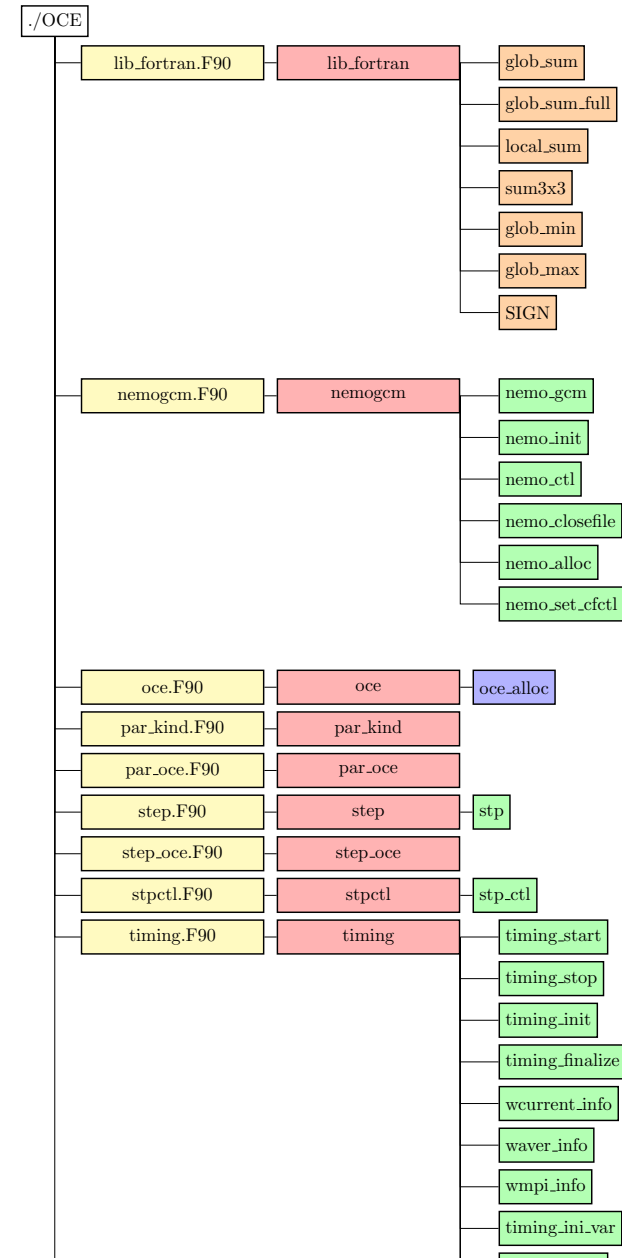 ./OCE
lib_fortran.F90 lib_fortran glob_sum
glob_sum_full
local_sum
sum3x3
glob_min
glob_max
SIGN
nemogcm.F90 nemogcm nemo_gcm
nemo_init
nemo_ctl
nemo_closefile
nemo_alloc
nemo_set_cfctl
oce.F90 oce oce_alloc
par_kind.F90 par_kind
par_oce.F90 par_oce
step.F90 step stp
step_oce.F90 step_oce
stpctl.F90 stpctl stp_ctl
timing.F90 timing timing_start
timing_stop
timing_init
timing_finalize
wcurrent_info
waver_info
wmpi_info
timing_ini_var